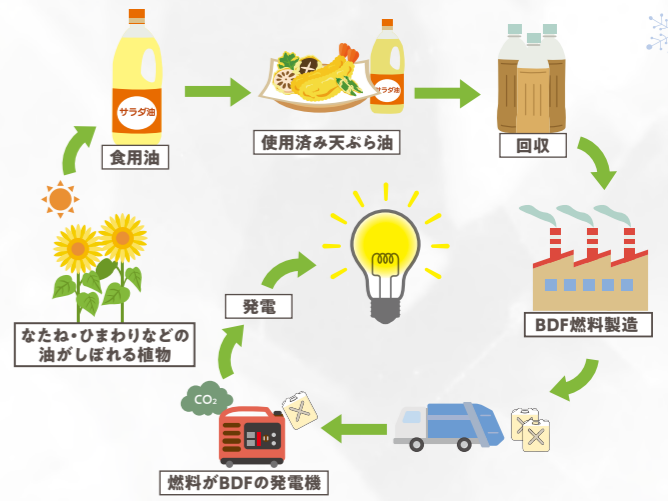 サラダ油
食用油
サラダ油
使用済み天ぷら油
回収
BDF燃料製造
燃料がBDFの発電機
CO₂
発電
なたね・ひまわりなどの
油がしぼれる植物